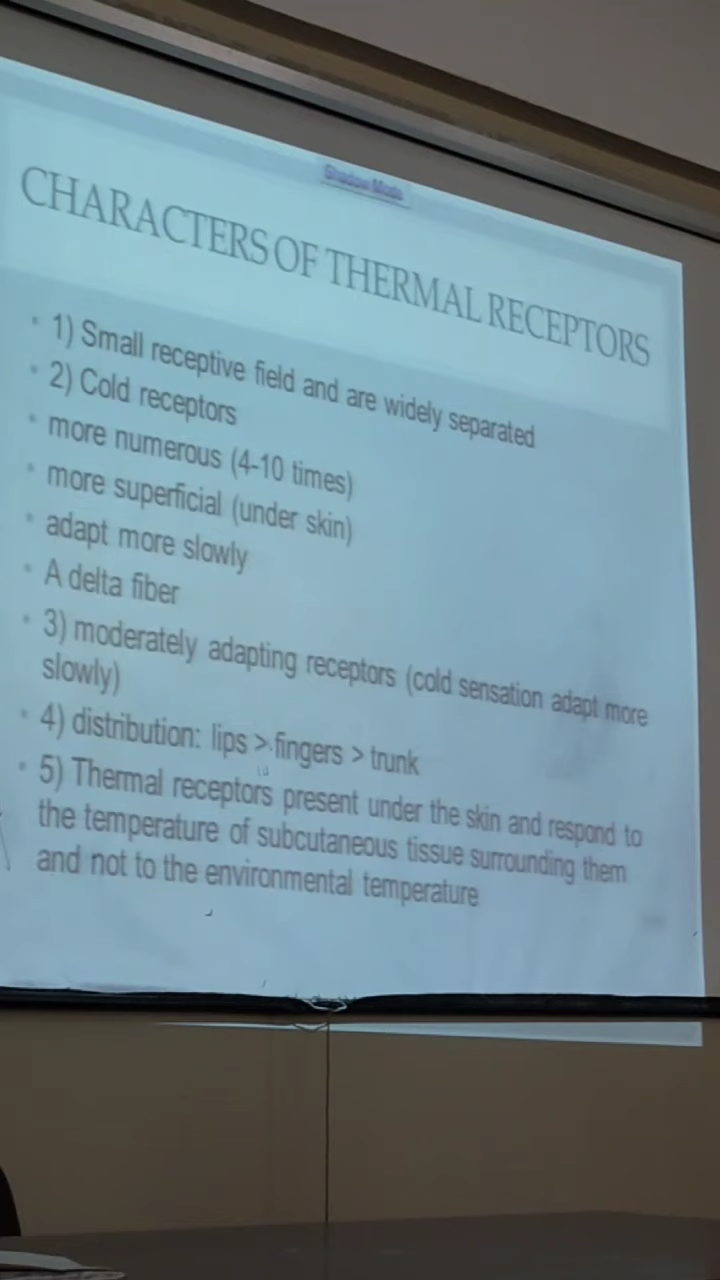 Shadow Mode
CHARACTERS OF THERMAL RECEPTORS
• 1) Small receptive field and are widely separated
• 2) Cold receptors
• more numerous (4-10 times)
• more superficial (under skin)
• adapt more slowly
• A delta fiber
• 3) moderately adapting receptors (cold sensation adapt more
slowly)
• 4) distribution: lips > fingers > trunk
• 5) Thermal receptors present under the skin and respond to
the temperature of subcutaneous tissue surrounding them
and not to the environmental temperature